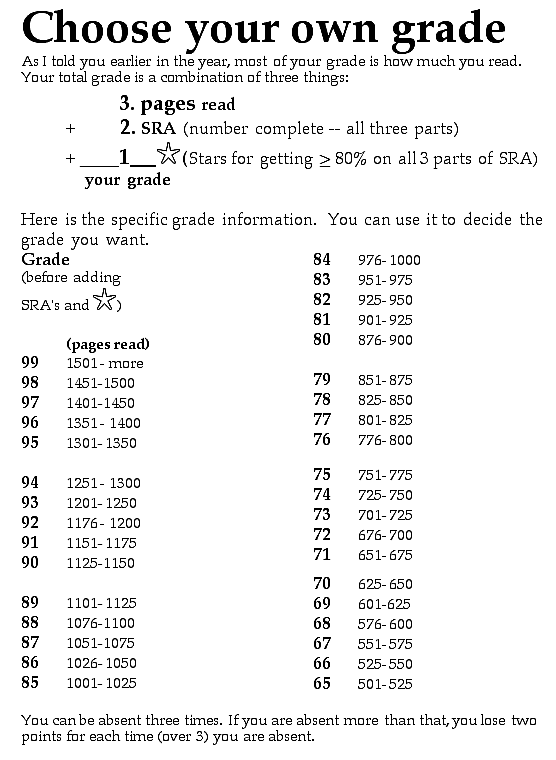 Choose your own grade
As I told you earlier in the year, most of your grade is how much you read.
Your total grade is a combination of three things:
3. pages read
+ 2. SRA (number complete -- all three parts)
+ ____1__☆(Stars for getting ≥ 80% on all 3 parts of SRA)
your grade
Here is the specific grade information. You can use it to decide the
grade you want.
Grade
(before adding
SRA's and ☆)
(pages read)
99 1501- more
98 1451-1500
97 1401-1450
96 1351- 1400
95 1301- 1350
94 1251- 1300
93 1201- 1250
92 1176- 1200
91 1151- 1175
90 1125-1150
89 1101- 1125
88 1076-1100
87 1051-1075
86 1026- 1050
85 1001- 1025
84 976- 1000
83 951- 975
82 925- 950
81 901- 925
80 876- 900
79 851- 875
78 825- 850
77 801- 825
76 776- 800
75 751- 775
74 725- 750
73 701- 725
72 676- 700
71 651- 675
70 625- 650
69 601-625
68 576- 600
67 551- 575
66 525- 550
65 501- 525
You can be absent three times. If you are absent more than that, you lose two
points for each time (over 3) you are absent.